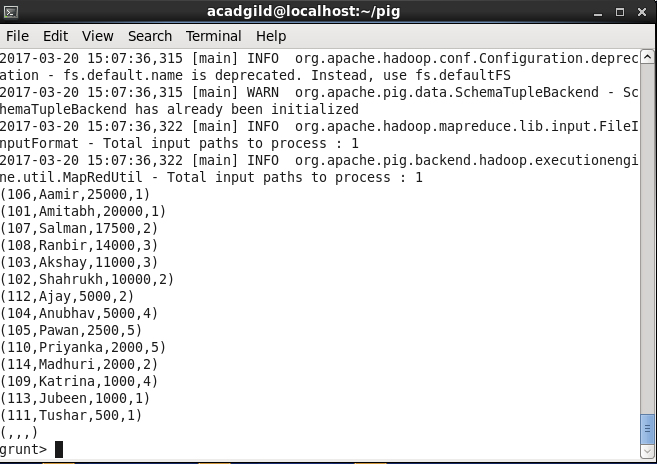 acadgild@localhost:~/pig
File Edit View Search Terminal Help
2017-03-20 15:07:36,315 [main] INFO  org.apache.hadoop.conf.Configuration.deprec
ation - fs.default.name is deprecated. Instead, use fs.defaultFS
2017-03-20 15:07:36,315 [main] WARN  org.apache.pig.data.SchemaTupleBackend - Sc
hemaTupleBackend has already been initialized
2017-03-20 15:07:36,322 [main] INFO  org.apache.hadoop.mapreduce.lib.input.FileI
nputFormat - Total input paths to process : 1
2017-03-20 15:07:36,322 [main] INFO  org.apache.pig.backend.hadoop.executionengi
ne.util.MapRedUtil - Total input paths to process : 1
(106,Aamir,25000,1)
(101,Amitabh,20000,1)
(107,Salman,17500,2)
(108,Ranbir,14000,3)
(103,Akshay,11000,3)
(102,Shahrukh,10000,2)
(112,Ajay,5000,2)
(104,Anubhav,5000,4)
(105,Pawan,2500,5)
(110,Priyanka,2000,5)
(114,Madhuri,2000,2)
(109,Katrina,1000,4)
(113,Jubeen,1000,1)
(111,Tushar,500,1)
(,,,)
grunt>